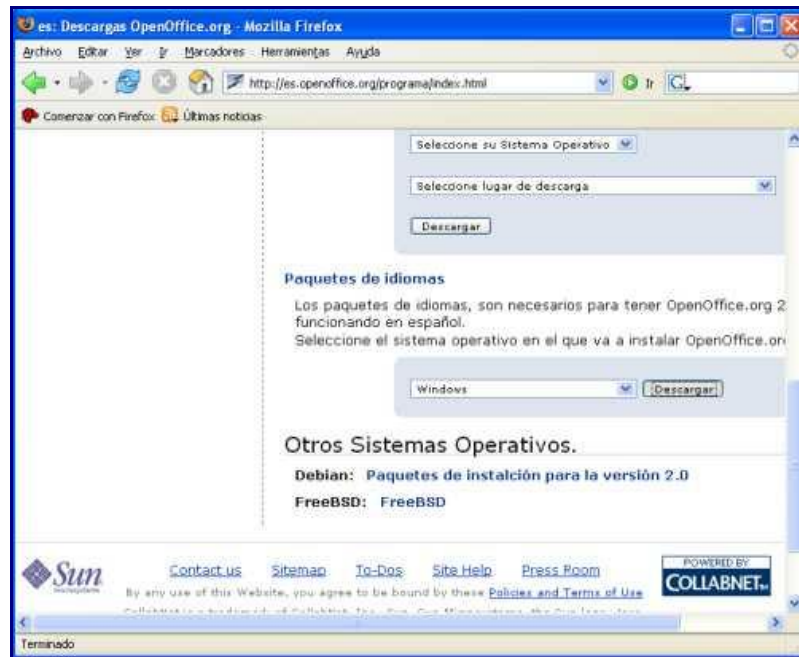 es: Descargas OpenOffice.org - Mozilla Firefox
Archivo Editar Ver Ir Marcadores Herramientas Ayuda
http://es.openoffice.org/programa/index.html Ir
Comenzar con Firefox Últimas noticias
Seleccione su Sistema Operativo
Seleccione lugar de descarga
Descargar
Paquetes de idiomas
Los paquetes de idiomas, son necesarios para tener OpenOffice.org 2
funcionando en español.
Seleccione el sistema operativo en el que va a instalar OpenOffice.or
Windows Descargar
Otros Sistemas Operativos.
Debian: Paquetes de instalción para la versión 2.0
FreeBSD: FreeBSD
Sun Contact us Sitemap To-Dos Site Help Press Room POWERED BY
microsystems COLLABNET
By any use of this Website, you agree to be bound by these Policies and Terms of Use
Terminado